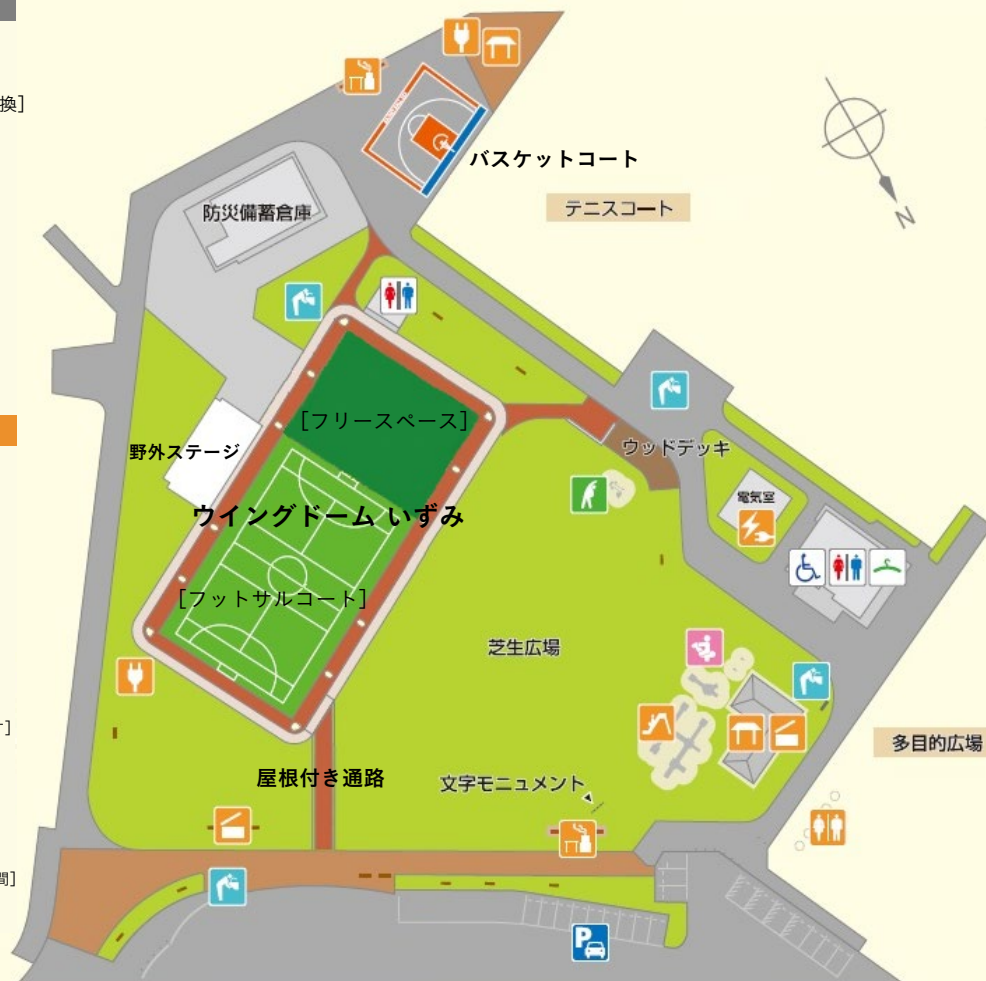 換]
バスケットコート
テニスコート
N
防災備蓄倉庫
[フリースペース]
ウッドデッキ
野外ステージ
電気室
ウイングドーム いずみ
[フットサルコート]
芝生広場
多目的広場
屋根付き通路
文字モニュメント
P